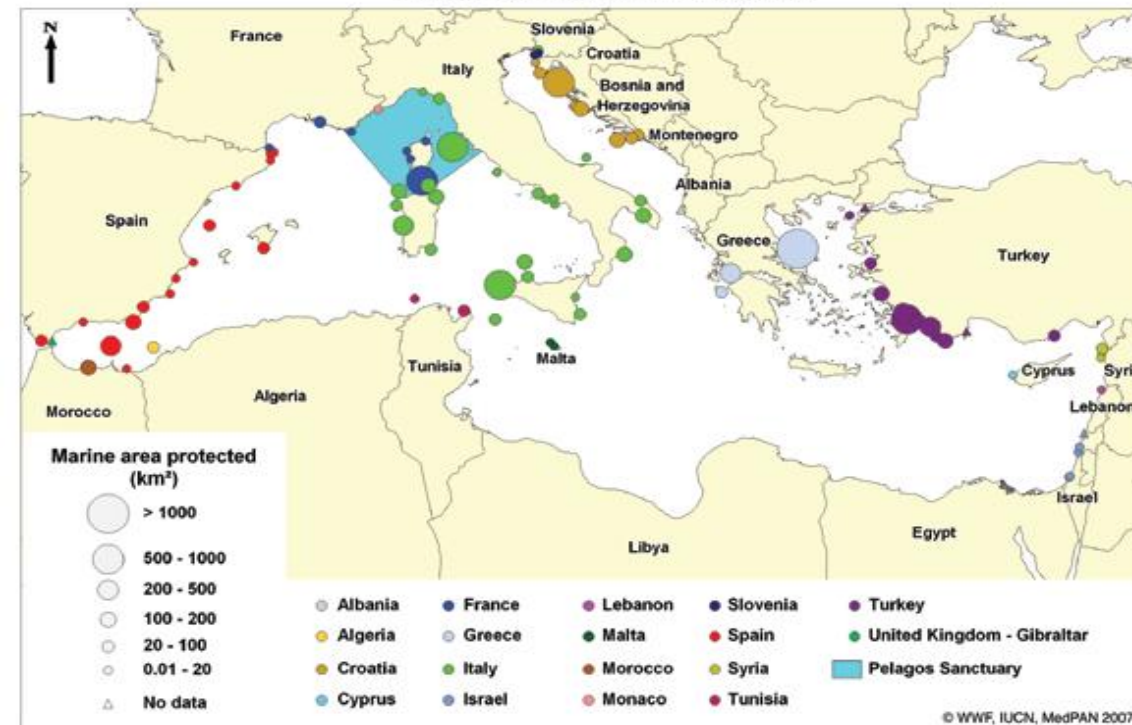 N
France
Slovenia
Croatia
Italy
Bosnia and
Herzegovina
Montenegro
Albania
Spain
Greece
Turkey
Malta
Tunisia
Cyprus
Syri
Algeria
Lebanon
Morocco
Israel
Egypt
Libya
Marine area protected
(km²)
> 1000
500 - 1000
200 - 500
100 - 200
20 - 100
0.01 - 20
No data
Albania
Algeria
Croatia
Cyprus
France
Greece
Italy
Israel
Lebanon
Malta
Morocco
Monaco
Slovenia
Spain
Syria
Tunisia
Turkey
United Kingdom - Gibraltar
Pelagos Sanctuary
© WWF, IUCN, MedPAN 2007